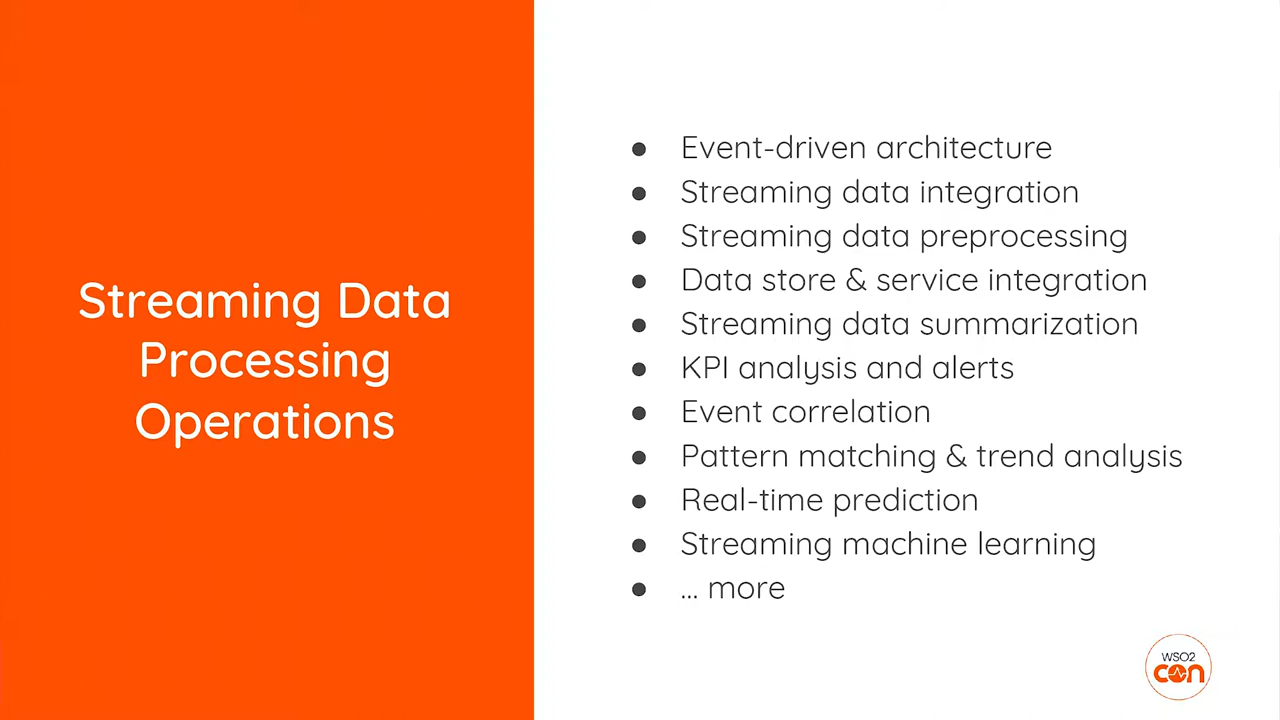 Streaming Data
Processing
Operations
● Event-driven architecture
● Streaming data integration
● Streaming data preprocessing
● Data store & service integration
● Streaming data summarization
● KPI analysis and alerts
● Event correlation
● Pattern matching & trend analysis
● Real-time prediction
● Streaming machine learning
● ... more
WSO2
con